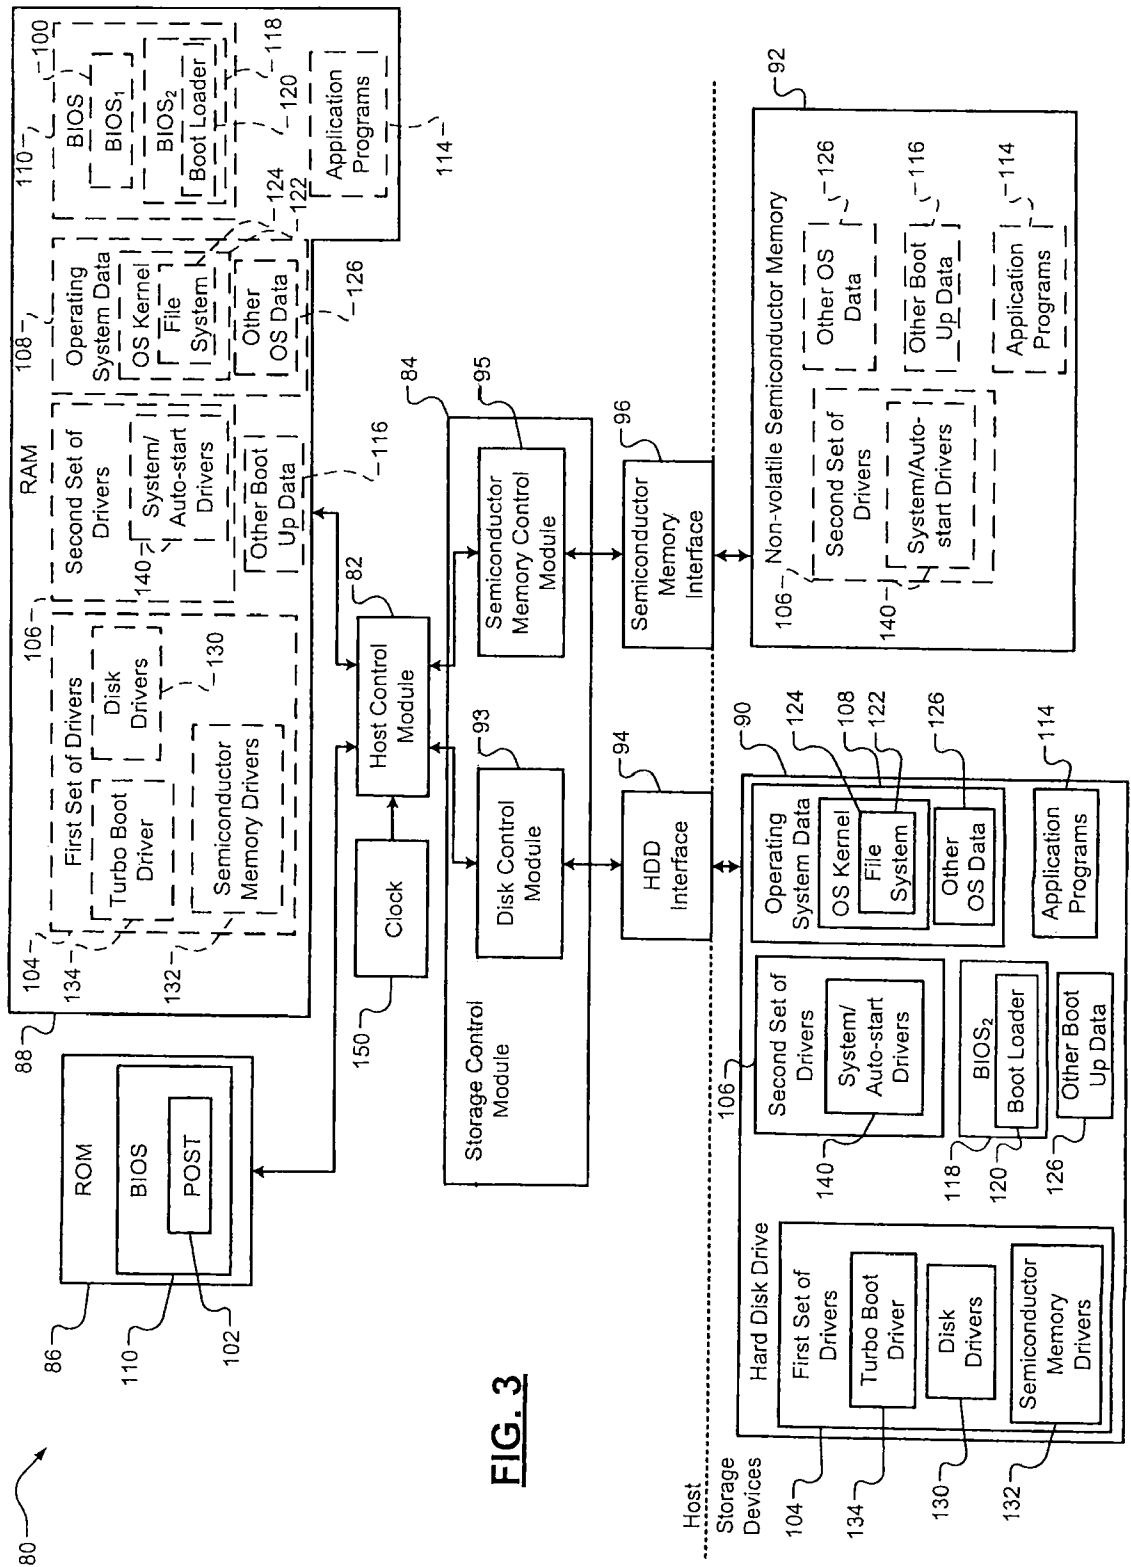 80
86
ROM
BIOS
POST
110
102
88
RAM
104
First Set of Drivers
Turbo Boot
Driver
134
Disk
Drivers
130
Semiconductor
Memory Drivers
132
106
Second Set of
Drivers
System/
Auto-start
Drivers
140
Other Boot
Up Data
116
108
Operating
System Data
OS Kernel
File
System
124
122
Other
OS Data
126
110
100
BIOS
BIOS1
BIOS2
Boot Loader
118
120
Application
Programs
114
150
Clock
Host Control
Module
82
84
Storage Control
Module
Disk Control
Module
93
Semiconductor
Memory Control
Module
95
HDD
Interface
94
Semiconductor
Memory
Interface
96
Host
Storage
Devices
Hard Disk Drive
90
104
First Set of
Drivers
134
Turbo Boot
Driver
130
Disk
Drivers
132
Semiconductor
Memory
Drivers
106
Second Set of
Drivers
System/
Auto-start
Drivers
140
118
BIOS2
Boot Loader
120
Other Boot
Up Data
126
Operating
System Data
OS Kernel
File
System
124
108
122
Other
OS Data
126
Application
Programs
114
92
Non-volatile Semiconductor Memory
106
Second Set of
Drivers
System/Auto-
start Drivers
140
Other OS
Data
126
Other Boot
Up Data
116
Application
Programs
114
FIG. 3